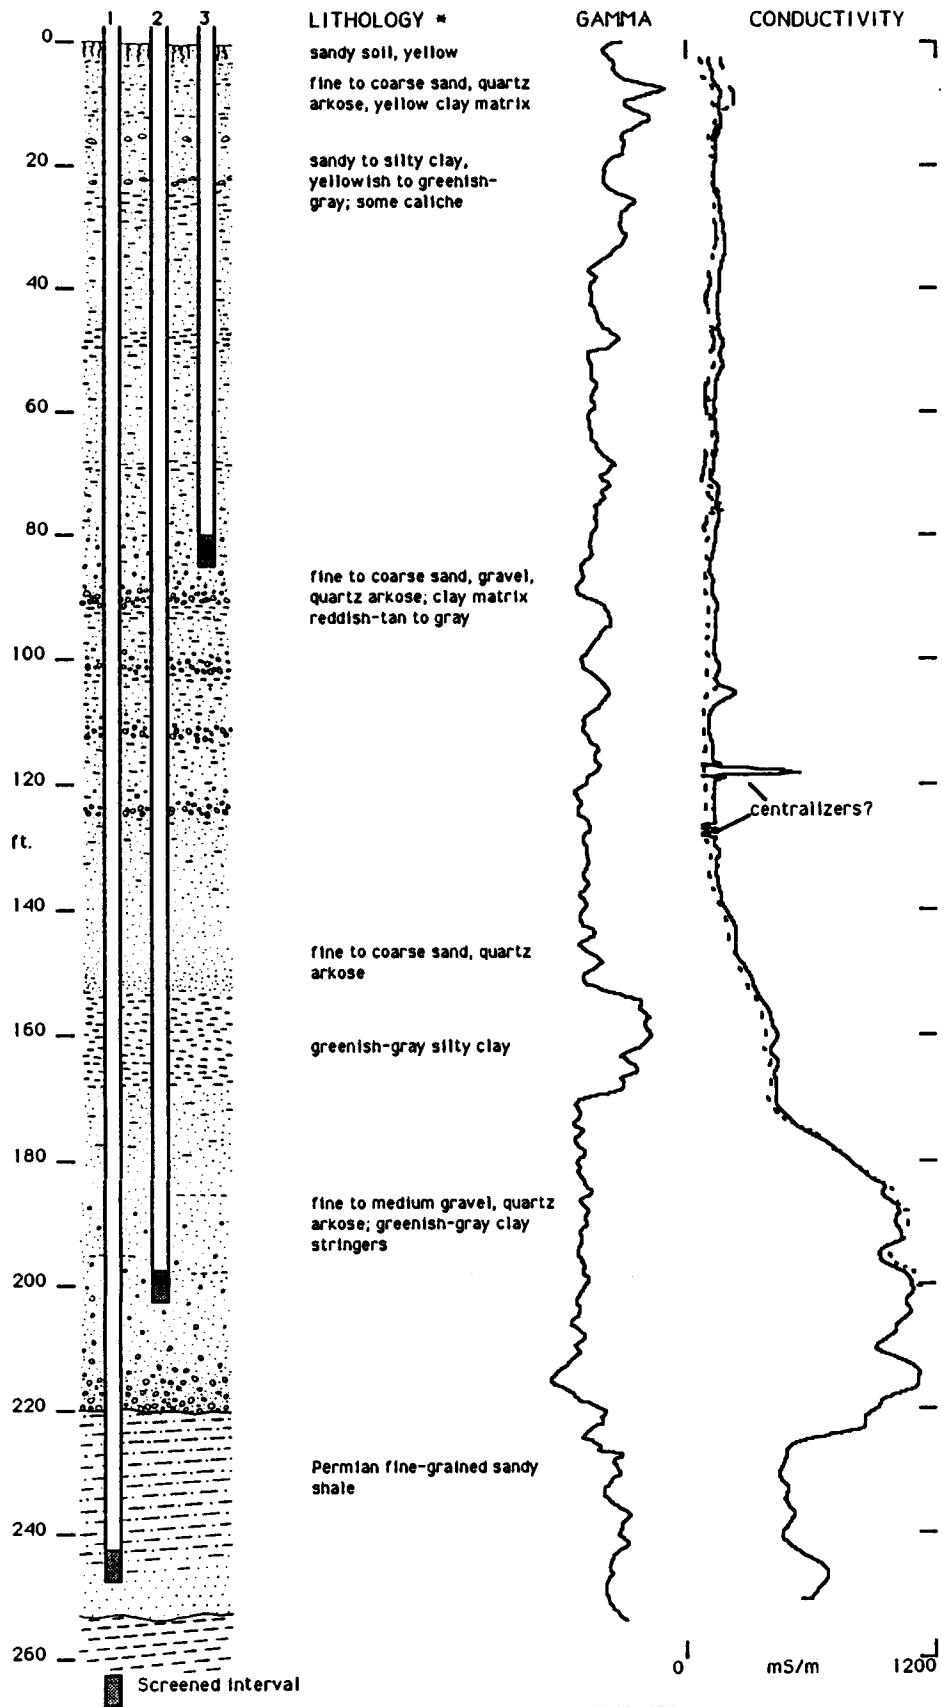 1 2 3 LITHOLOGY * GAMMA CONDUCTIVITY
0
sandy soil, yellow
fine to coarse sand, quartz
arkose, yellow clay matrix
20
sandy to silty clay,
yellowish to greenish-
gray; some caliche
40
60
80
fine to coarse sand, gravel,
quartz arkose; clay matrix
reddish-tan to gray
100
120
centralizers?
ft.
140
fine to coarse sand, quartz
arkose
160
greenish-gray silty clay
180
fine to medium gravel, quartz
arkose; greenish-gray clay
stringers
200
220
Permian fine-grained sandy
shale
240
260
0 mS/m 1200
Screened interval